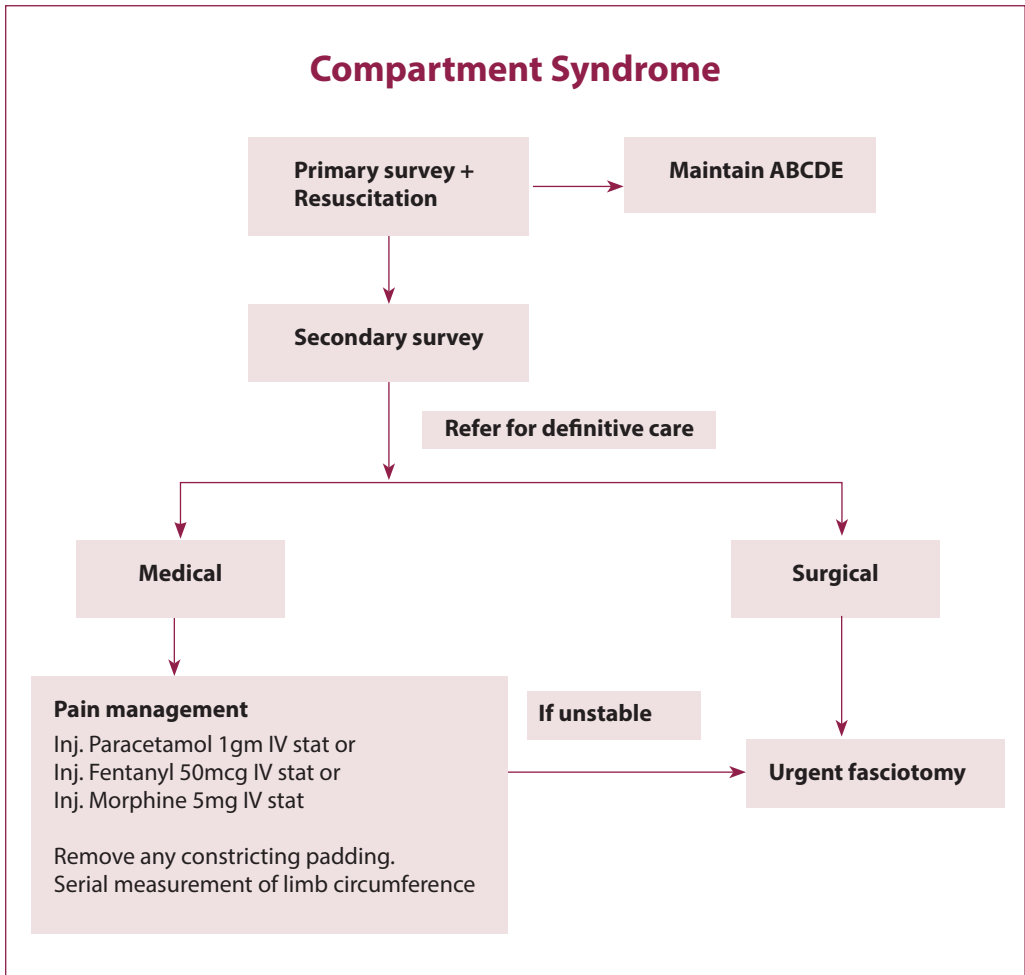 Compartment Syndrome
Primary survey +
Resuscitation
Maintain ABCDE
Secondary survey
Refer for definitive care
Medical
Surgical
Pain management
Inj. Paracetamol 1gm IV stat or
Inj. Fentanyl 50mcg IV stat or
Inj. Morphine 5mg IV stat
Remove any constricting padding.
Serial measurement of limb circumference
If unstable
Urgent fasciotomy